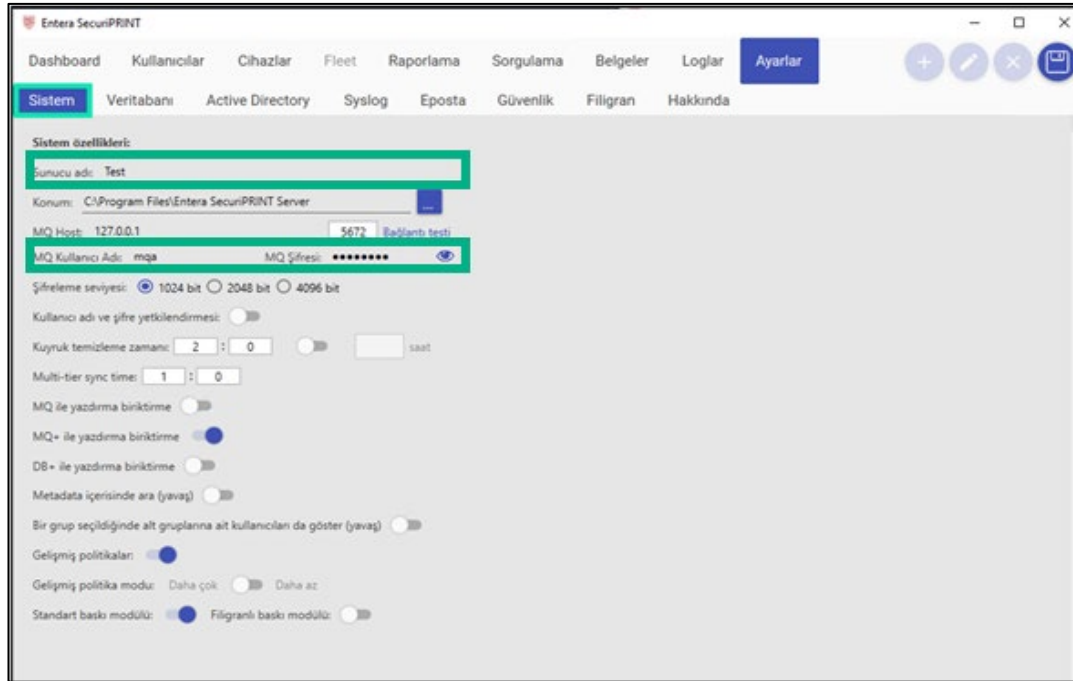 Entera SecuriPRINT
Dashboard Kullanıcılar Cihazlar Fleet Raporlama Sorgulama Belgeler Loglar Ayarlar
Sistem Veritabanı Active Directory Syslog Eposta Güvenlik Filigran Hakkında
Sistem özellikleri:
Sunucu adı: Test
Konum: C:\Program Files\Entera SecuriPRINT Server ...
MQ Host: 127.0.0.1 5672 Bağlantı testi
MQ Kullanıcı Adı: mqa MQ Şifresi: ••••••••
Şifreleme seviyesi: 1024 bit 2048 bit 4096 bit
Kullanıcı adı ve şifre yetkilendirmesi:
Kuyruk temizleme zamanı: 2 : 0 saat
Multi-tier sync time: 1 : 0
MQ ile yazdırma biriktirme
MQ+ ile yazdırma biriktirme
DB+ ile yazdırma biriktirme
Metadata içerisinde ara (yavaş)
Bir grup seçildiğinde alt gruplarına ait kullanıcıları da göster (yavaş)
Gelişmiş politikalar:
Gelişmiş politika modu: Daha çok Daha az
Standart baskı modülü: Filigranlı baskı modülü: